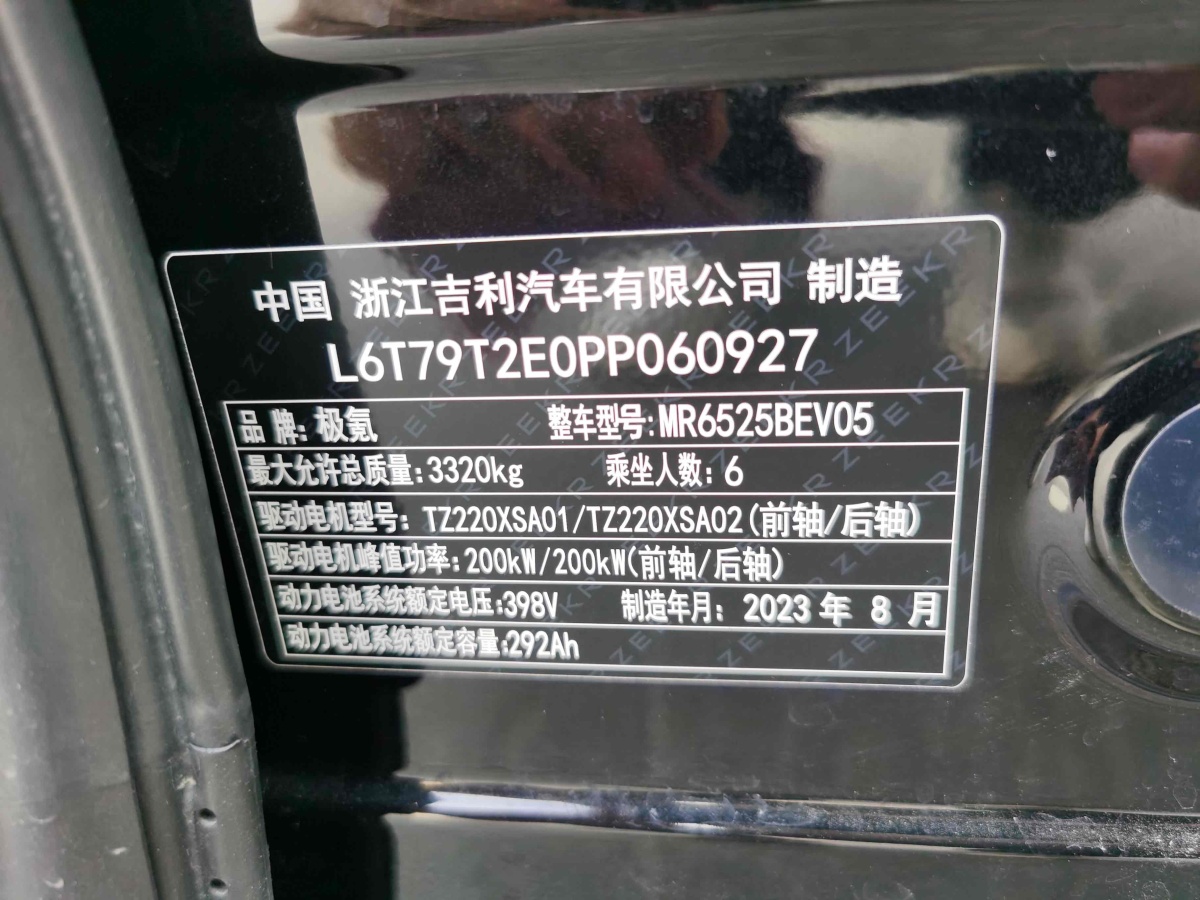 中国 浙江吉利汽车有限公司 制造
L6T79T2E0PP060927
品 牌:极氪 整车型号:MR6525BEV05
最大允许总质量:3320kg 乘坐人数:6
驱动电机型号:TZ220XSA01/TZ220XSA02(前轴/后轴)
驱动电机峰值功率:200kW/200kW(前轴/后轴)
动力电池系统额定电压:398V 制造年月:2023 年 8 月
动力电池系统额定容量:292Ah